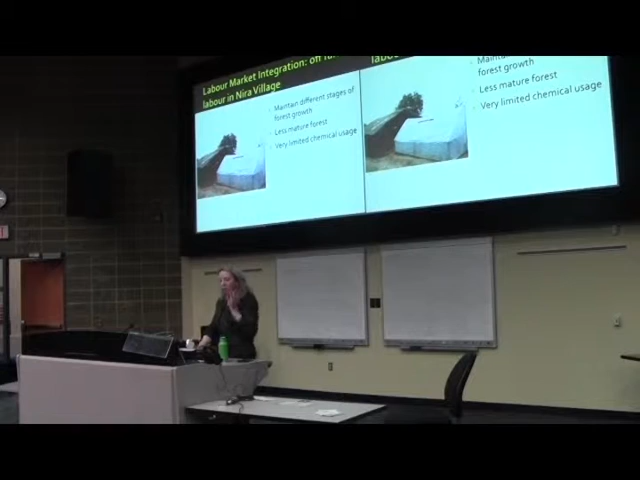 Labour Market Integration: off
labour in Nira Village
Maintain different stages of
forest growth
Less mature forest
Very limited chemical usage
forest growth
Less mature forest
Very limited chemical usage